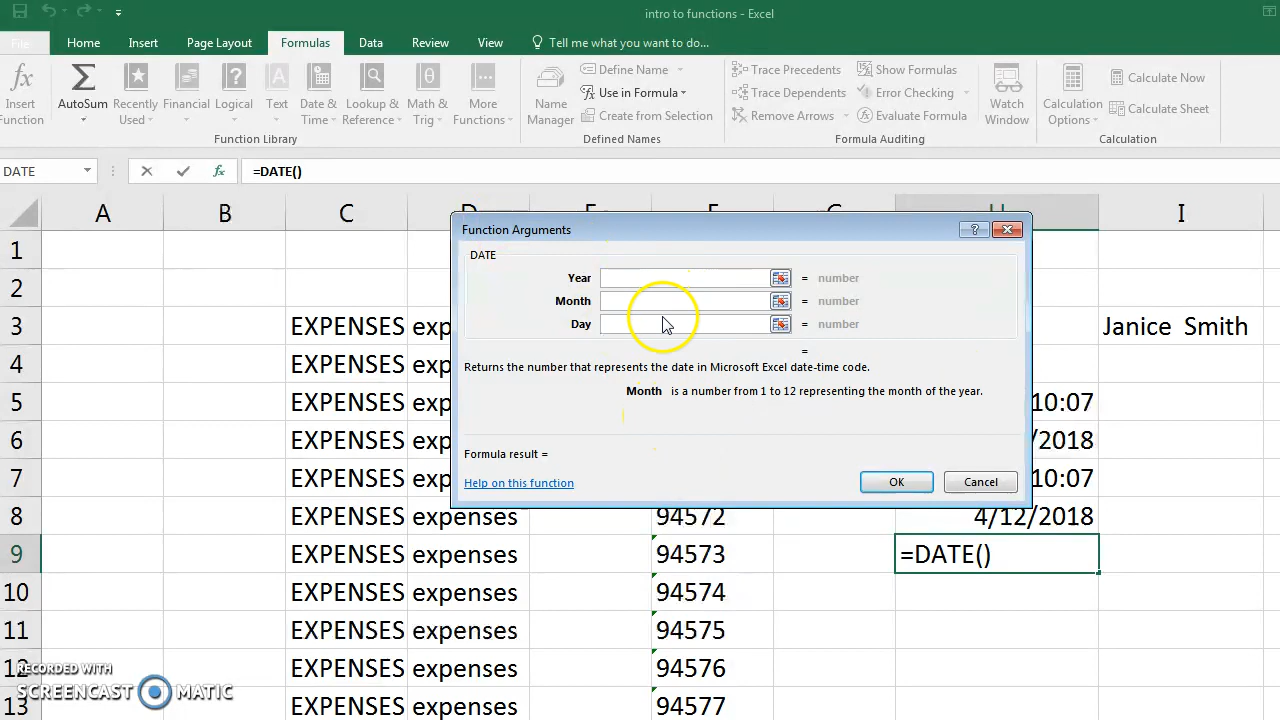 intro to functions - Excel
File Home Insert Page Layout Formulas Data Review View Tell me what you want to do...
fx Σ ? A θ
Insert Function AutoSum Recently Used Financial Logical Text Date & Time Lookup & Reference Math & Trig More Functions
Function Library
Name Manager Define Name Use in Formula Create from Selection
Defined Names
Trace Precedents Show Formulas
Trace Dependents Error Checking
Remove Arrows Evaluate Formula
Watch Window
Formula Auditing
Calculation Options Calculate Now
Calculate Sheet
Calculation
DATE fx =DATE()
A B C D E F G H I
Function Arguments ?
DATE
Year = number
Month = number
Day = number
=
Returns the number that represents the date in Microsoft Excel date-time code.
Month is a number from 1 to 12 representing the month of the year.
Formula result =
Help on this function OK Cancel
1
2
3 EXPENSES expe Janice Smith
4 EXPENSES exp
5 EXPENSES exp 10:07
6 EXPENSES exp /2018
7 EXPENSES exp 10:07
8 EXPENSES expenses 94572 4/12/2018
9 EXPENSES expenses 94573 =DATE()
10 EXPENSES expenses 94574
11 EXPENSES expenses 94575
12 EXPENSES expenses 94576
13 EXPENSES expenses 94577
RECORDED WITH
SCREENCAST MATIC